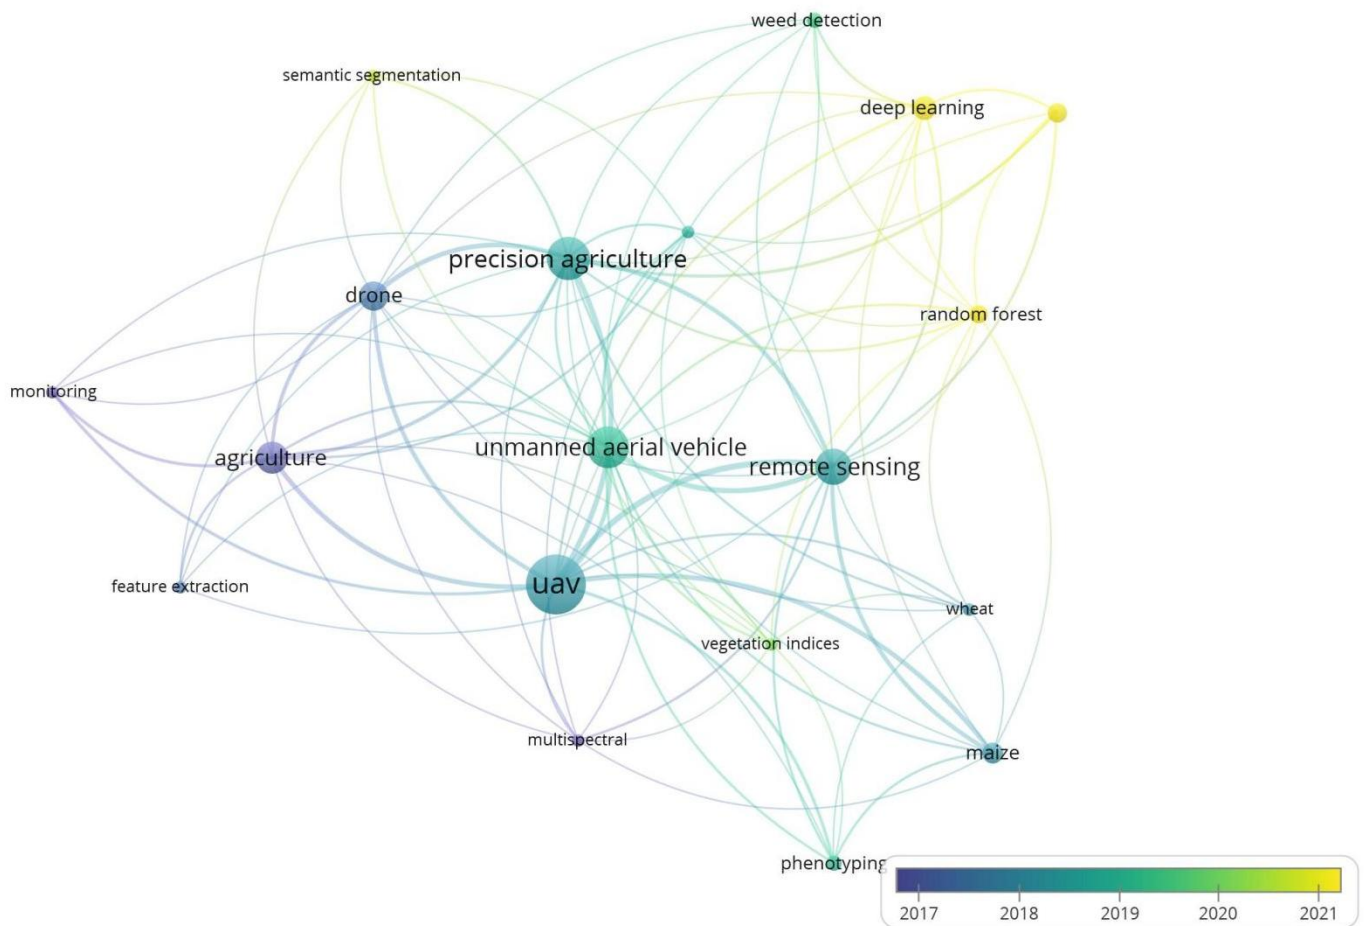 weed detection
semantic segmentation
deep learning
precision agriculture
drone
random forest
monitoring
unmanned aerial vehicle
agriculture
remote sensing
uav
feature extraction
wheat
vegetation indices
multispectral
maize
phenotyping
2017 2018 2019 2020 2021